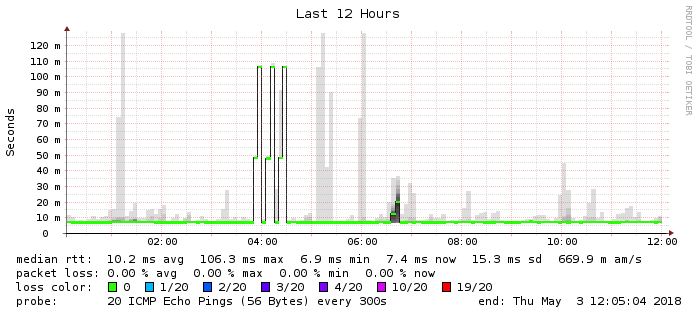 Last 12 Hours
RRDTOOL / TOBI OETIKER
Seconds
120 m
110 m
100 m
90 m
80 m
70 m
60 m
50 m
40 m
30 m
20 m
10 m
0
02:00 04:00 06:00 08:00 10:00 12:00
median rtt: 10.2 ms avg 106.3 ms max 6.9 ms min 7.4 ms now 15.3 ms sd 669.9 m am/s
packet loss: 0.00 % avg 0.00 % max 0.00 % min 0.00 % now
loss color: 0 1/20 2/20 3/20 4/20 10/20 19/20
probe: 20 ICMP Echo Pings (56 Bytes) every 300s end: Thu May 3 12:05:04 2018